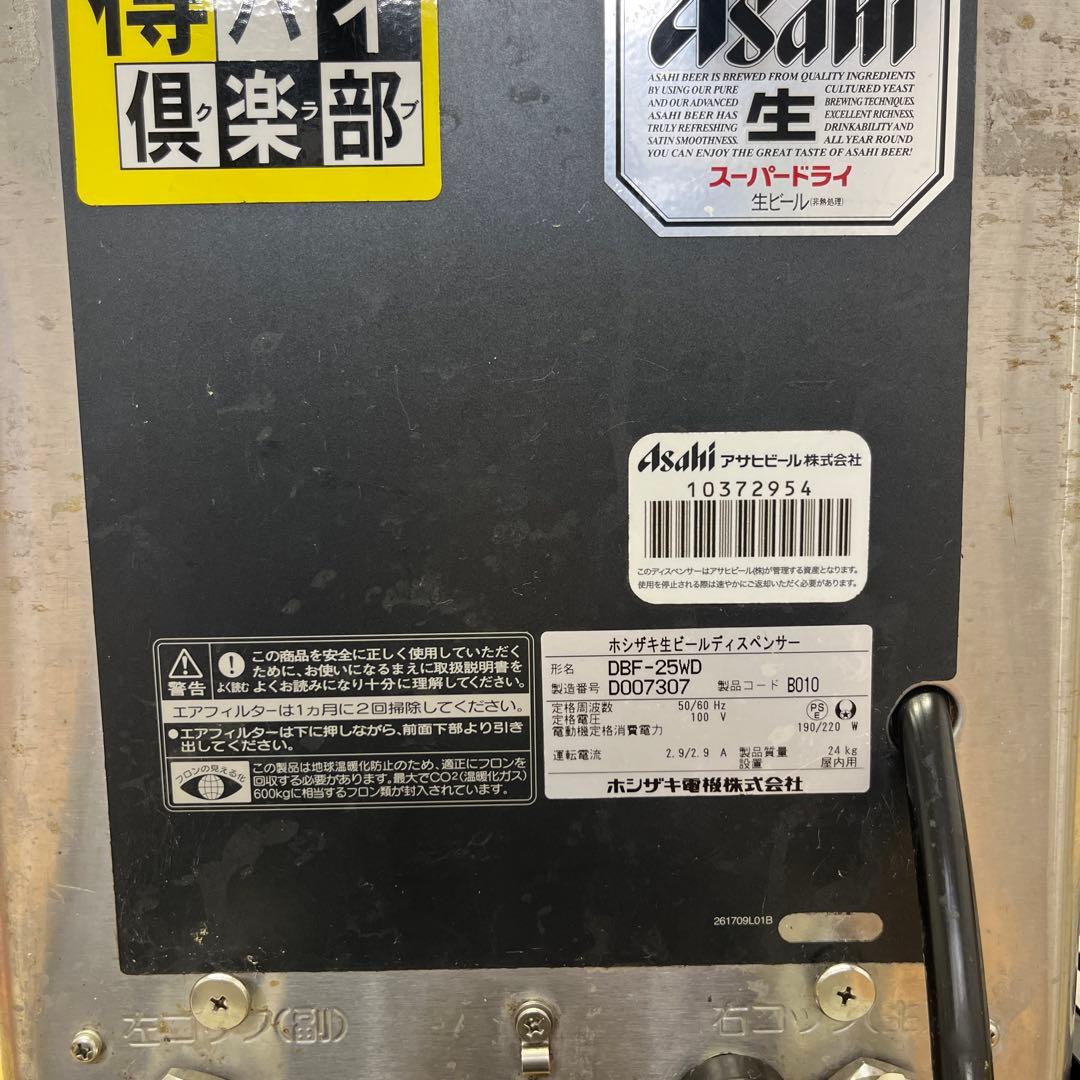 得ハイ
倶ク楽ラ部ブ
Asahi
ASAHI BEER IS BREWED FROM QUALITY INGREDIENTS
BY USING OUR PURE CULTURED YEAST
AND OUR ADVANCED BREWING TECHNIQUES.
ASAHI BEER HAS EXCELLENT RICHNESS,
TRULY REFRESHING DRINKABILITY AND
SATIN SMOOTHNESS. ALL YEAR ROUND
YOU CAN ENJOY THE GREAT TASTE OF ASAHI BEER!
生
スーパードライ
生ビール(非熱処理)
Asahi アサヒビール株式会社
10372954
このディスペンサーはアサヒビール(株)が管理する資産となります。
使用を停止される際は速やかにご返却いただく必要があります。
警告
よく読む
この商品を安全に正しく使用していただく
ために、お使いになるまえに取扱説明書を
よくお読みになり十分に理解してください。
エアフィルターは1ヵ月に2回掃除してください。
●エアフィルターは下に押しながら、前面下部より引き
出してください。
フロンの見える化
この製品は地球温暖化防止のため、適正にフロンを
回収する必要があります。最大でCO2(温暖化ガス)
600kgに相当するフロン類が封入されています。
ホシザキ生ビールディスペンサー
形名 DBF-25WD
製造番号 D007307 製品コード B010
定格周波数 50/60 Hz
定格電圧 100 V
電動機定格消費電力 190/220 W
PS
E
運転電流 2.9/2.9 A 製品質量 24kg
設置 屋内用
ホシザキ電機株式会社
261709L01B
左コック(副)
右コック(主